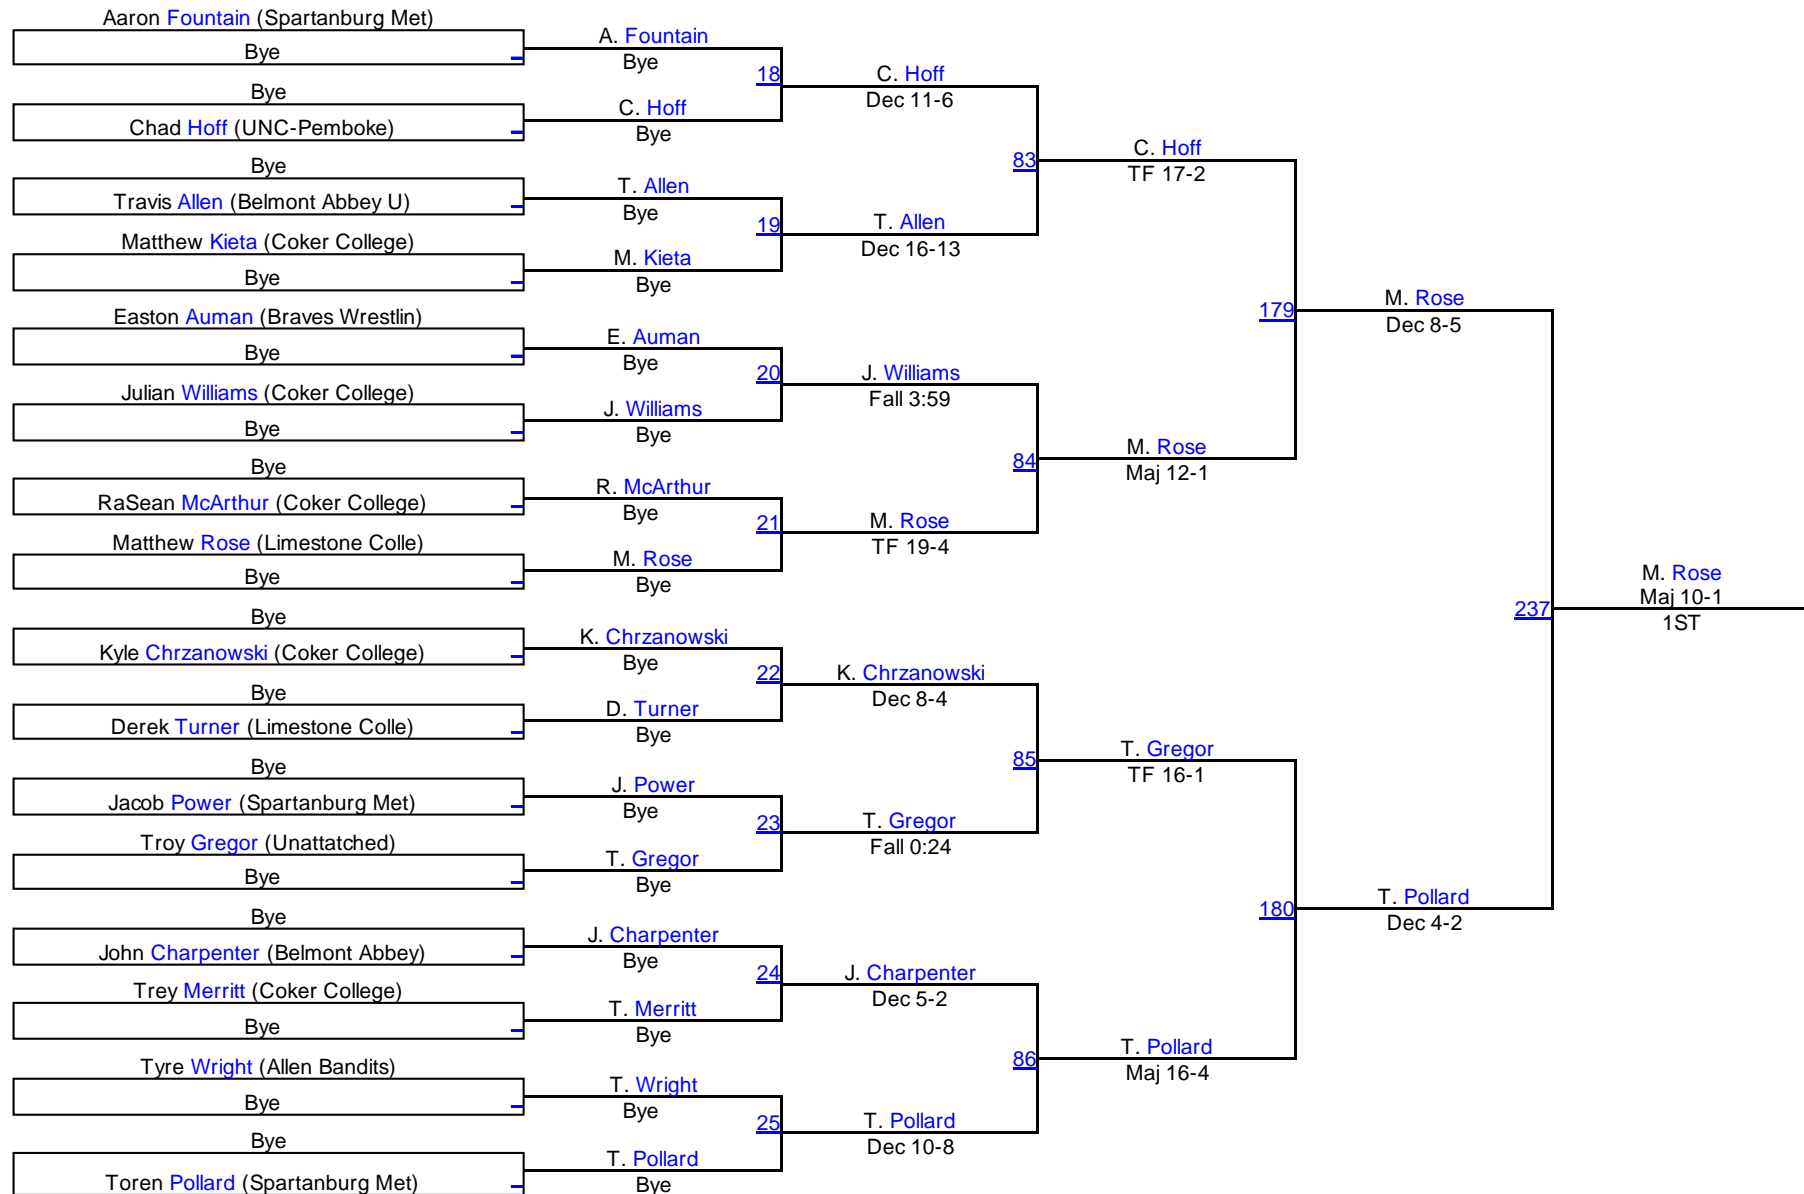 Aaron Fountain (Spartanburg Met)
Bye
Bye
Chad Hoff (UNC-Pemboke)
Bye
Travis Allen (Belmont Abbey U)
Matthew Kieta (Coker College)
Bye
Easton Auman (Braves Wrestlin)
Bye
Julian Williams (Coker College)
Bye
Bye
RaSean McArthur (Coker College)
Matthew Rose (Limestone Colle)
Bye
Bye
Kyle Chrzanowski (Coker College)
Bye
Derek Turner (Limestone Colle)
Bye
Jacob Power (Spartanburg Met)
Troy Gregor (Unattatched)
Bye
Bye
John Charpenter (Belmont Abbey)
Trey Merritt (Coker College)
Bye
Tyre Wright (Allen Bandits)
Bye
Bye
Toren Pollard (Spartanburg Met)
A. Fountain
Bye
18
C. Hoff
Bye
T. Allen
Bye
19
M. Kieta
Bye
E. Auman
Bye
20
J. Williams
Bye
R. McArthur
Bye
21
M. Rose
Bye
K. Chrzanowski
Bye
22
D. Turner
Bye
J. Power
Bye
23
T. Gregor
Bye
J. Charpenter
Bye
24
T. Merritt
Bye
T. Wright
Bye
25
T. Pollard
Bye
C. Hoff
Dec 11-6
83
T. Allen
Dec 16-13
J. Williams
Fall 3:59
84
M. Rose
TF 19-4
K. Chrzanowski
Dec 8-4
85
T. Gregor
Fall 0:24
J. Charpenter
Dec 5-2
86
T. Pollard
Dec 10-8
C. Hoff
TF 17-2
179
M. Rose
Maj 12-1
T. Gregor
TF 16-1
180
T. Pollard
Maj 16-4
M. Rose
Dec 8-5
237
T. Pollard
Dec 4-2
M. Rose
Maj 10-1
1ST